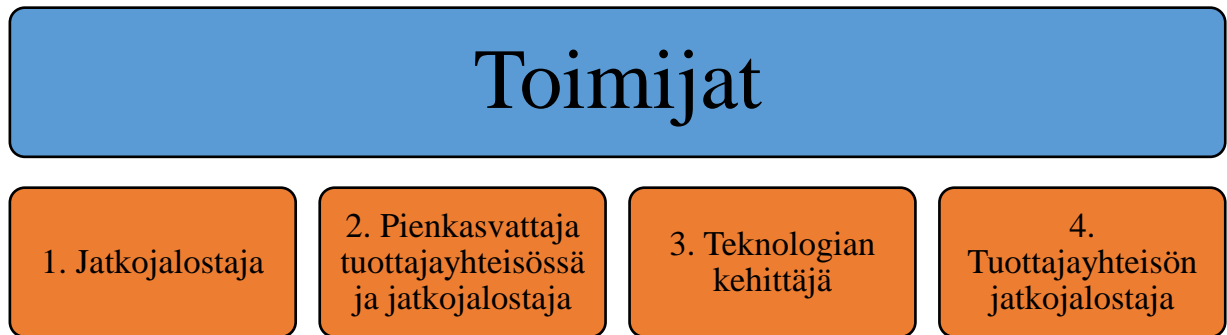 Toimijat
1. Jatkojalostaja
2. Pienkasvattaja
tuottajayhteisössä
ja jatkojalostaja
3. Teknologian
kehittäjä
4.
Tuottajayhteisön
jatkojalostaja